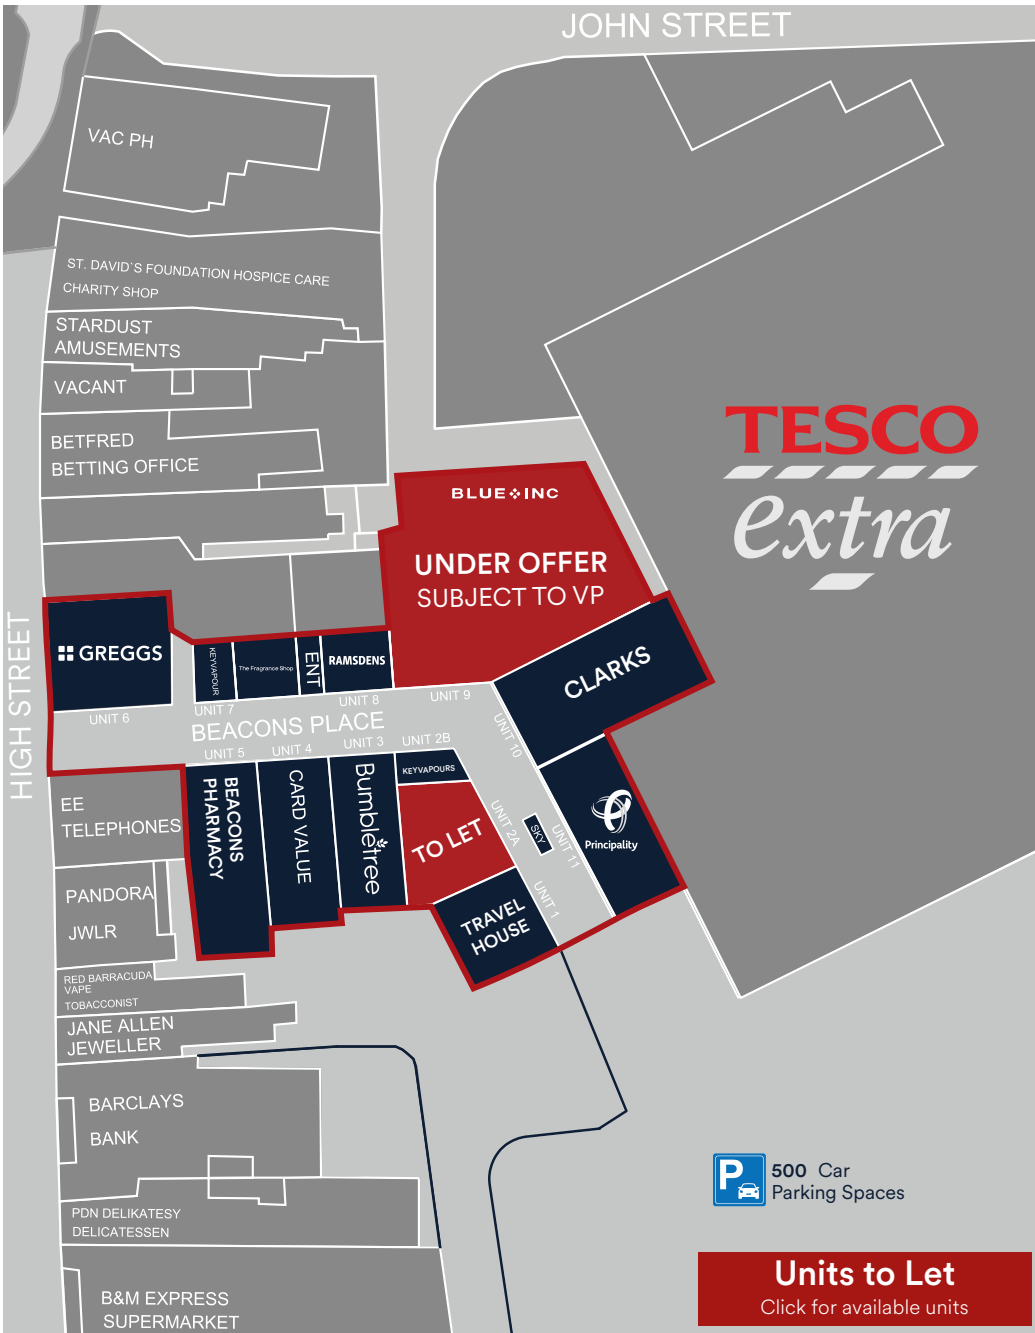 JOHN STREET
VAC PH
ST. DAVID`S FOUNDATION HOSPICE CARE
CHARITY SHOP
STARDUST
AMUSEMENTS
VACANT
BETFRED
BETTING OFFICE
TESCO
extra
BLUE INC
UNDER OFFER
SUBJECT TO VP
HIGH STREET
GREGGS
KEYVAPOUR
The Fragrance Shop
ENT
RAMSDENS
CLARKS
UNIT 6
UNIT 7
UNIT 8
UNIT 9
UNIT 10
BEACONS PLACE
UNIT 5
UNIT 4
UNIT 3
UNIT 2B
BEACONS
PHARMACY
CARD VALUE
Bumbletree
KEYVAPOURS
TO LET
UNIT 2A
SKY
UNIT 11
Principality
UNIT 1
TRAVEL
HOUSE
EE
TELEPHONES
PANDORA
JWLR
RED BARRACUDA
VAPE
TOBACCONIST
JANE ALLEN
JEWELLER
BARCLAYS
BANK
PDN DELIKATESY
DELICATESSEN
B&M EXPRESS
SUPERMARKET
P
500 Car
Parking Spaces
Units to Let
Click for available units